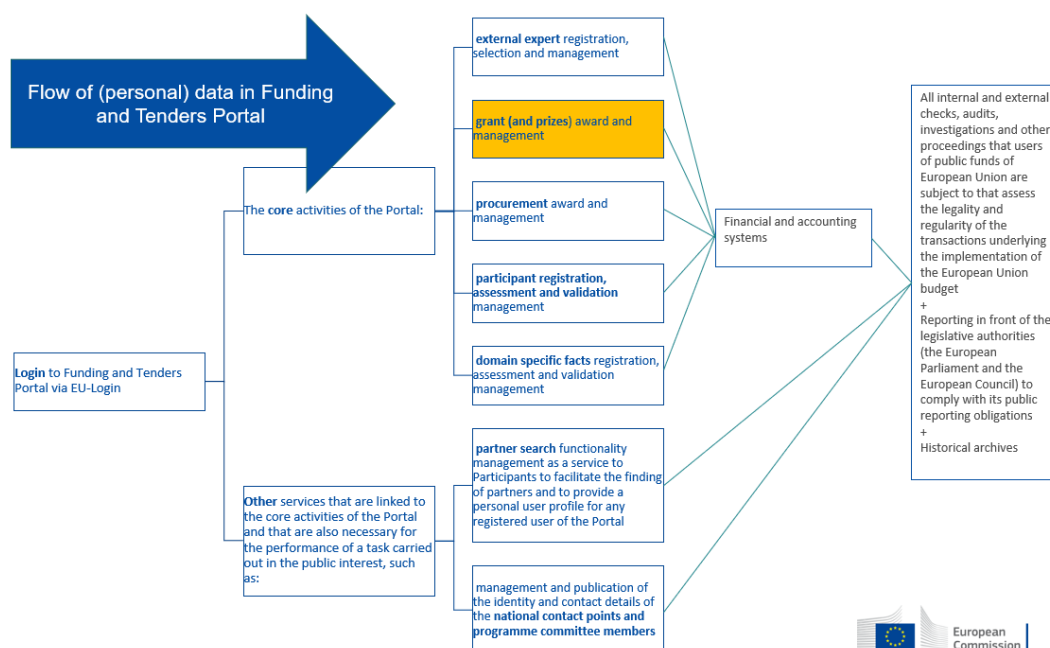 Flow of (personal) data in Funding
and Tenders Portal
Login to Funding and Tenders
Portal via EU-Login
The core activities of the Portal:
external expert registration,
selection and management
grant (and prizes) award and
management
procurement award and
management
participant registration,
assessment and validation
management
domain specific facts registration,
assessment and validation
management
Other services that are linked to
the core activities of the Portal
and that are also necessary for
the performance of a task carried
out in the public interest, such
as:
partner search functionality
management as a service to
Participants to facilitate the finding
of partners and to provide a
personal user profile for any
registered user of the Portal
management and publication of
the identity and contact details of
the national contact points and
programme committee members
Financial and accounting
systems
All internal and external
checks, audits,
investigations and other
proceedings that users
of public funds of
European Union are
subject to that assess
the legality and
regularity of the
transactions underlying
the implementation of
the European Union
budget
+
Reporting in front of the
legislative authorities
(the European
Parliament and the
European Council) to
comply with its public
reporting obligations
+
Historical archives
European
Commission